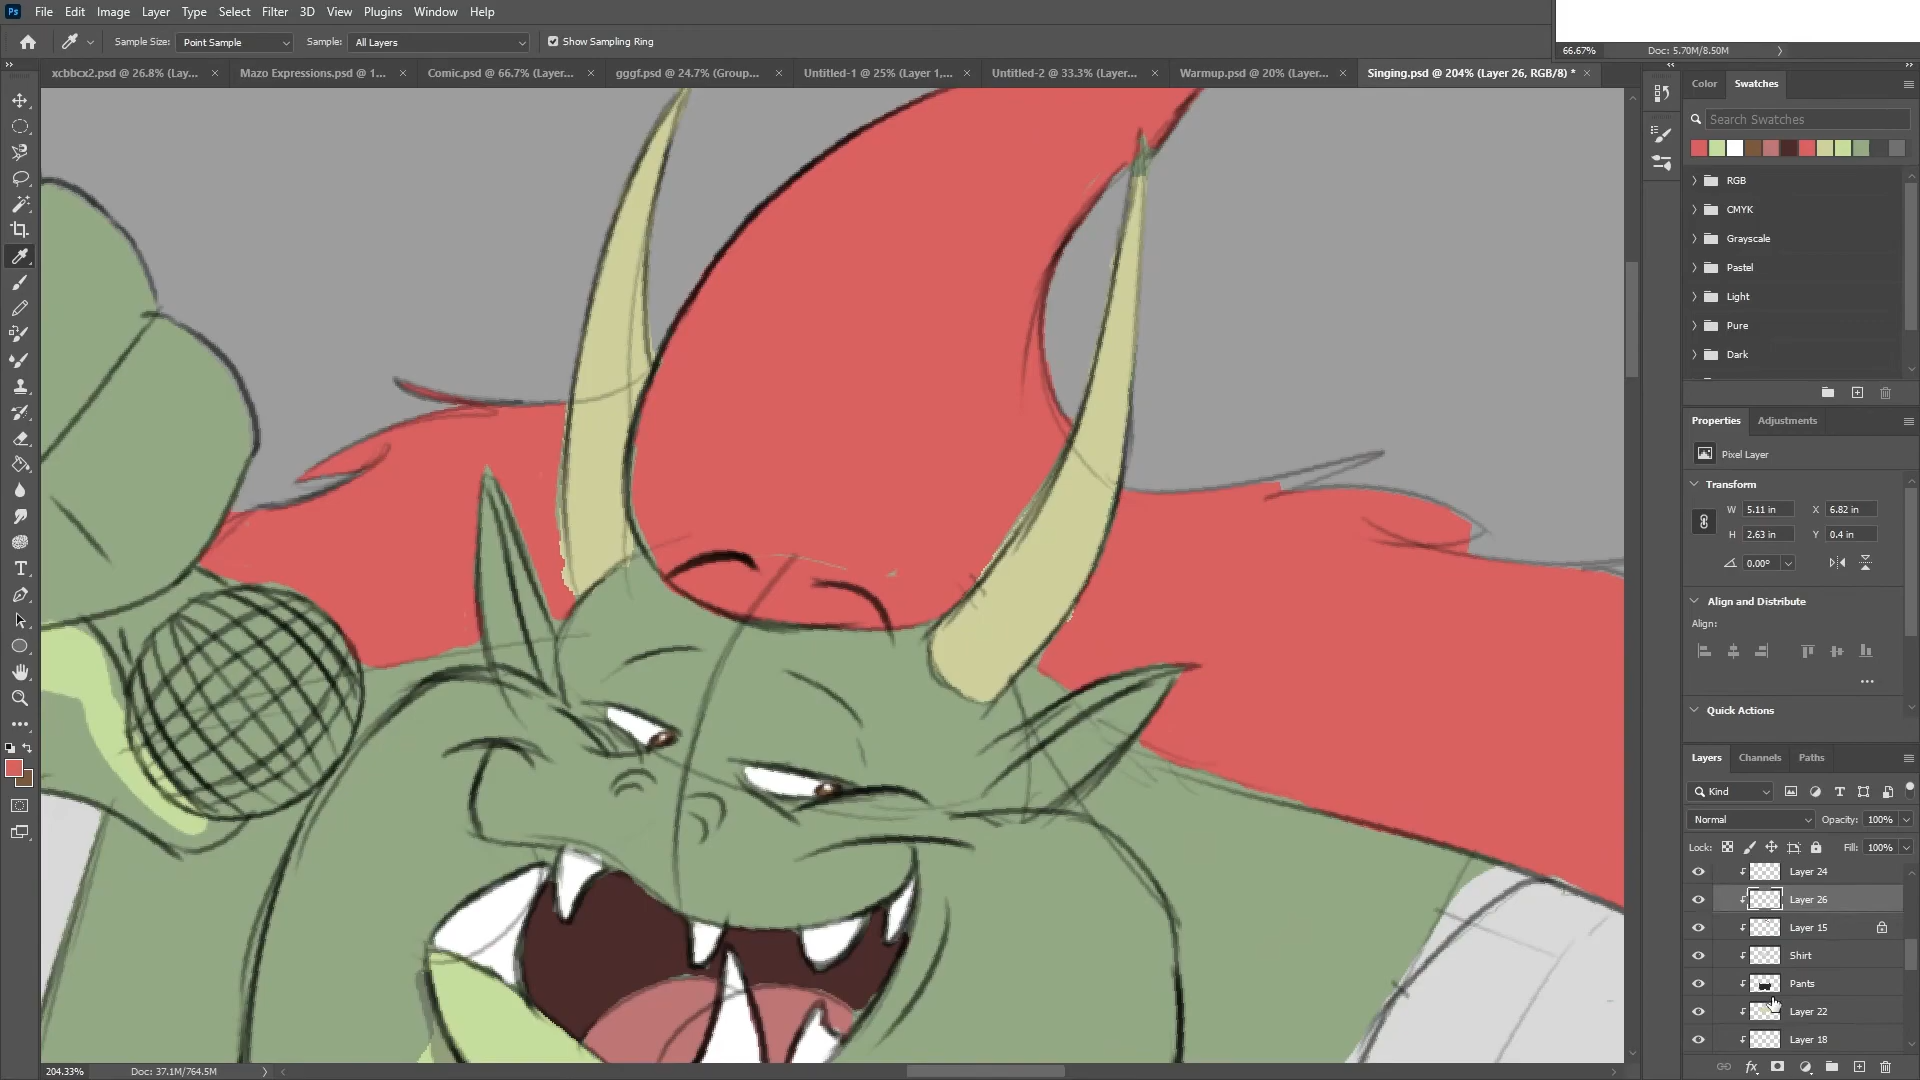 Ps File Edit Image Layer Type Select Filter 3D View Plugins Window Help
Sample Size: Point Sample Sample: All Layers Show Sampling Ring
66.67% Doc: 5.70M/8.50M
xcbbcx2.psd @ 26.8% (Lay... Mazo Expressions.psd @ 1... Comic.psd @ 66.7% (Layer... gggf.psd @ 24.7% (Group... Untitled-1 @ 25% (Layer 1,... Untitled-2 @ 33.3% (Layer... Warmup.psd @ 20% (Layer... Singing.psd @ 204% (Layer 26, RGB/8) *
Color Swatches
Search Swatches
RGB
CMYK
Grayscale
Pastel
Light
Pure
Dark
Properties Adjustments
Pixel Layer
Transform
W 5.11 in X 6.82 in
H 2.63 in Y 0.4 in
0.00°
Align and Distribute
Align:
Quick Actions
Layers Channels Paths
Kind
Normal Opacity: 100%
Lock: Fill: 100%
Layer 24
Layer 26
Layer 15
Shirt
Pants
Layer 22
Layer 18
204.33% Doc: 37.1M/764.5M